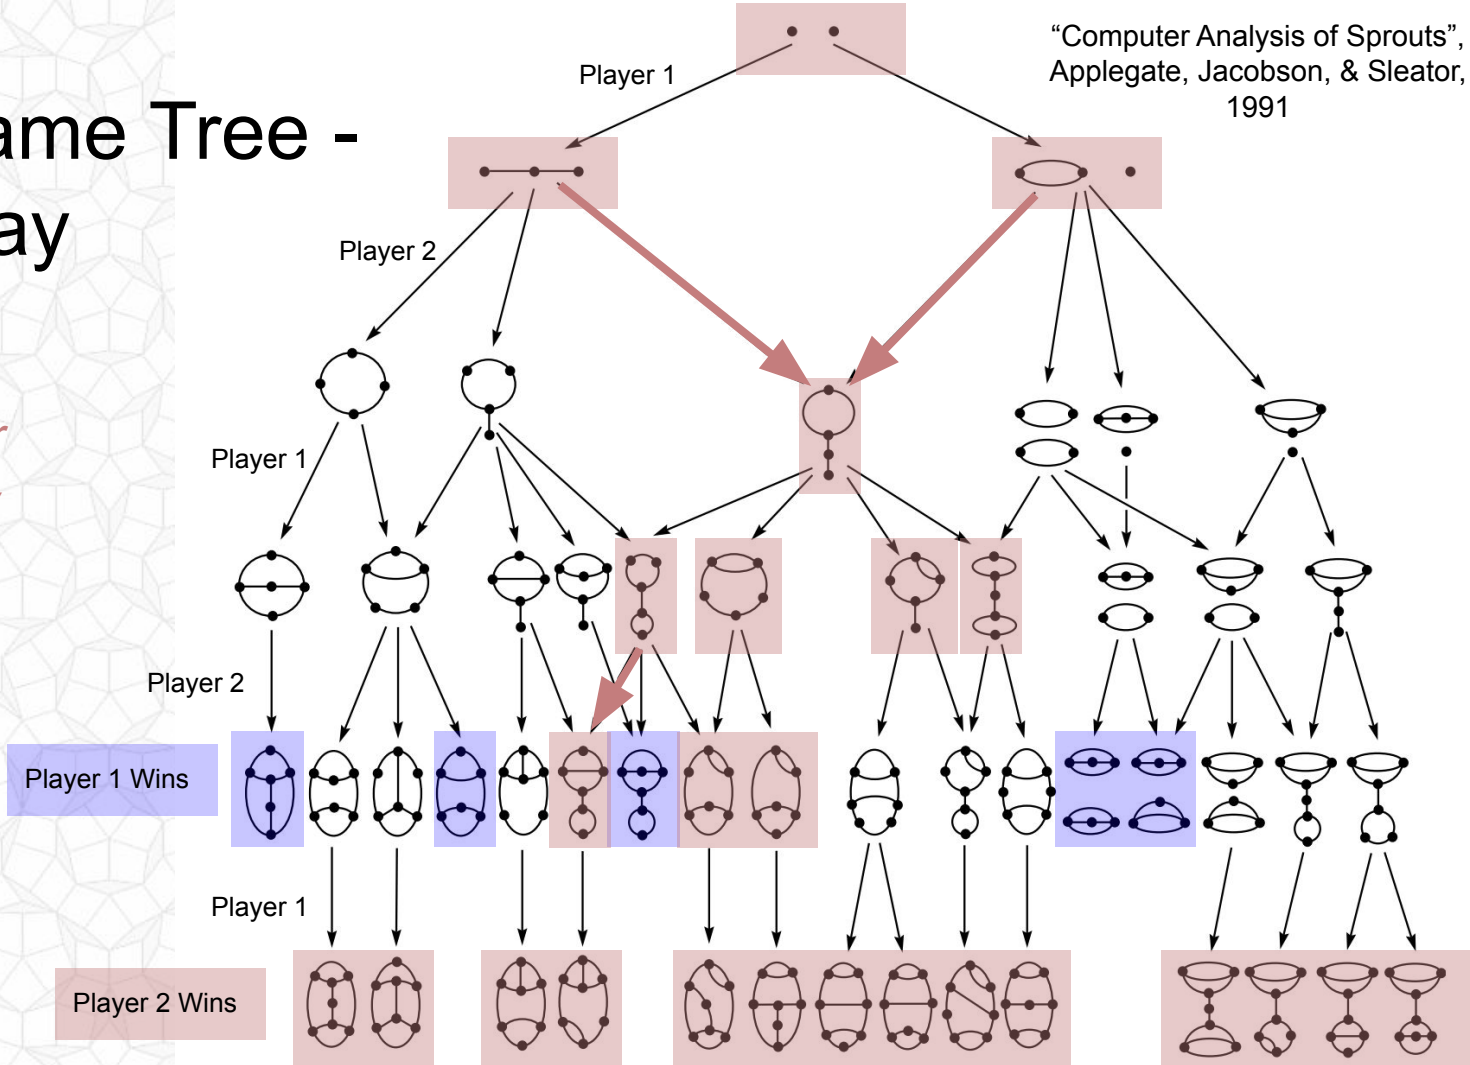 "Computer Analysis of Sprouts",
Applegate, Jacobson, & Sleator,
1991
Player 1
ame Tree -
ay
Player 2
Player 1
Player 2
Player 1 Wins
Player 1
Player 2 Wins